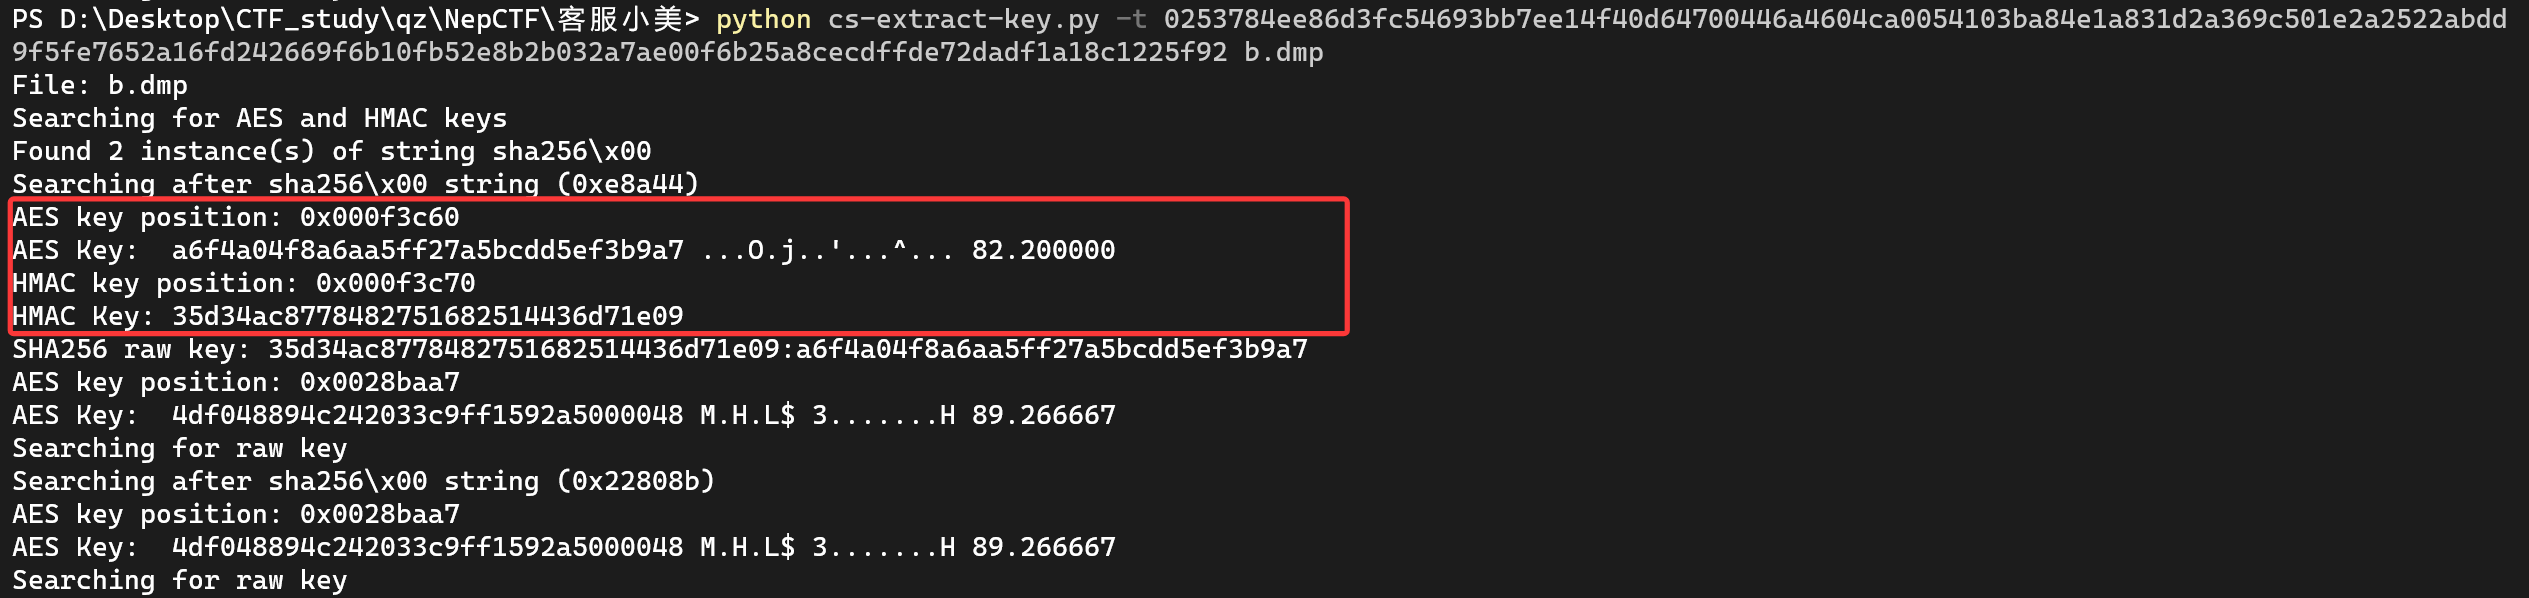 PS D:\Desktop\CTF_study\qz\NepCTF\客服小美> python cs-extract-key.py -t 0253784ee86d3fc54693bb7ee14f40d64700446a4604ca0054103ba84e1a831d2a369c501e2a2522abdd
9f5fe7652a16fd242669f6b10fb52e8b2b032a7ae00f6b25a8cecdffde72dadf1a18c1225f92 b.dmp
File: b.dmp
Searching for AES and HMAC keys
Found 2 instance(s) of string sha256\x00
Searching after sha256\x00 string (0xe8a44)
AES key position: 0x000f3c60
AES Key:  a6f4a04f8a6aa5ff27a5bcdd5ef3b9a7 ...O.j..'...^... 82.200000
HMAC key position: 0x000f3c70
HMAC Key: 35d34ac8778482751682514436d71e09
SHA256 raw key: 35d34ac8778482751682514436d71e09:a6f4a04f8a6aa5ff27a5bcdd5ef3b9a7
AES key position: 0x0028baa7
AES Key:  4df048894c242033c9ff1592a5000048 M.H.L$ 3.......H 89.266667
Searching for raw key
Searching after sha256\x00 string (0x22808b)
AES key position: 0x0028baa7
AES Key:  4df048894c242033c9ff1592a5000048 M.H.L$ 3.......H 89.266667
Searching for raw key